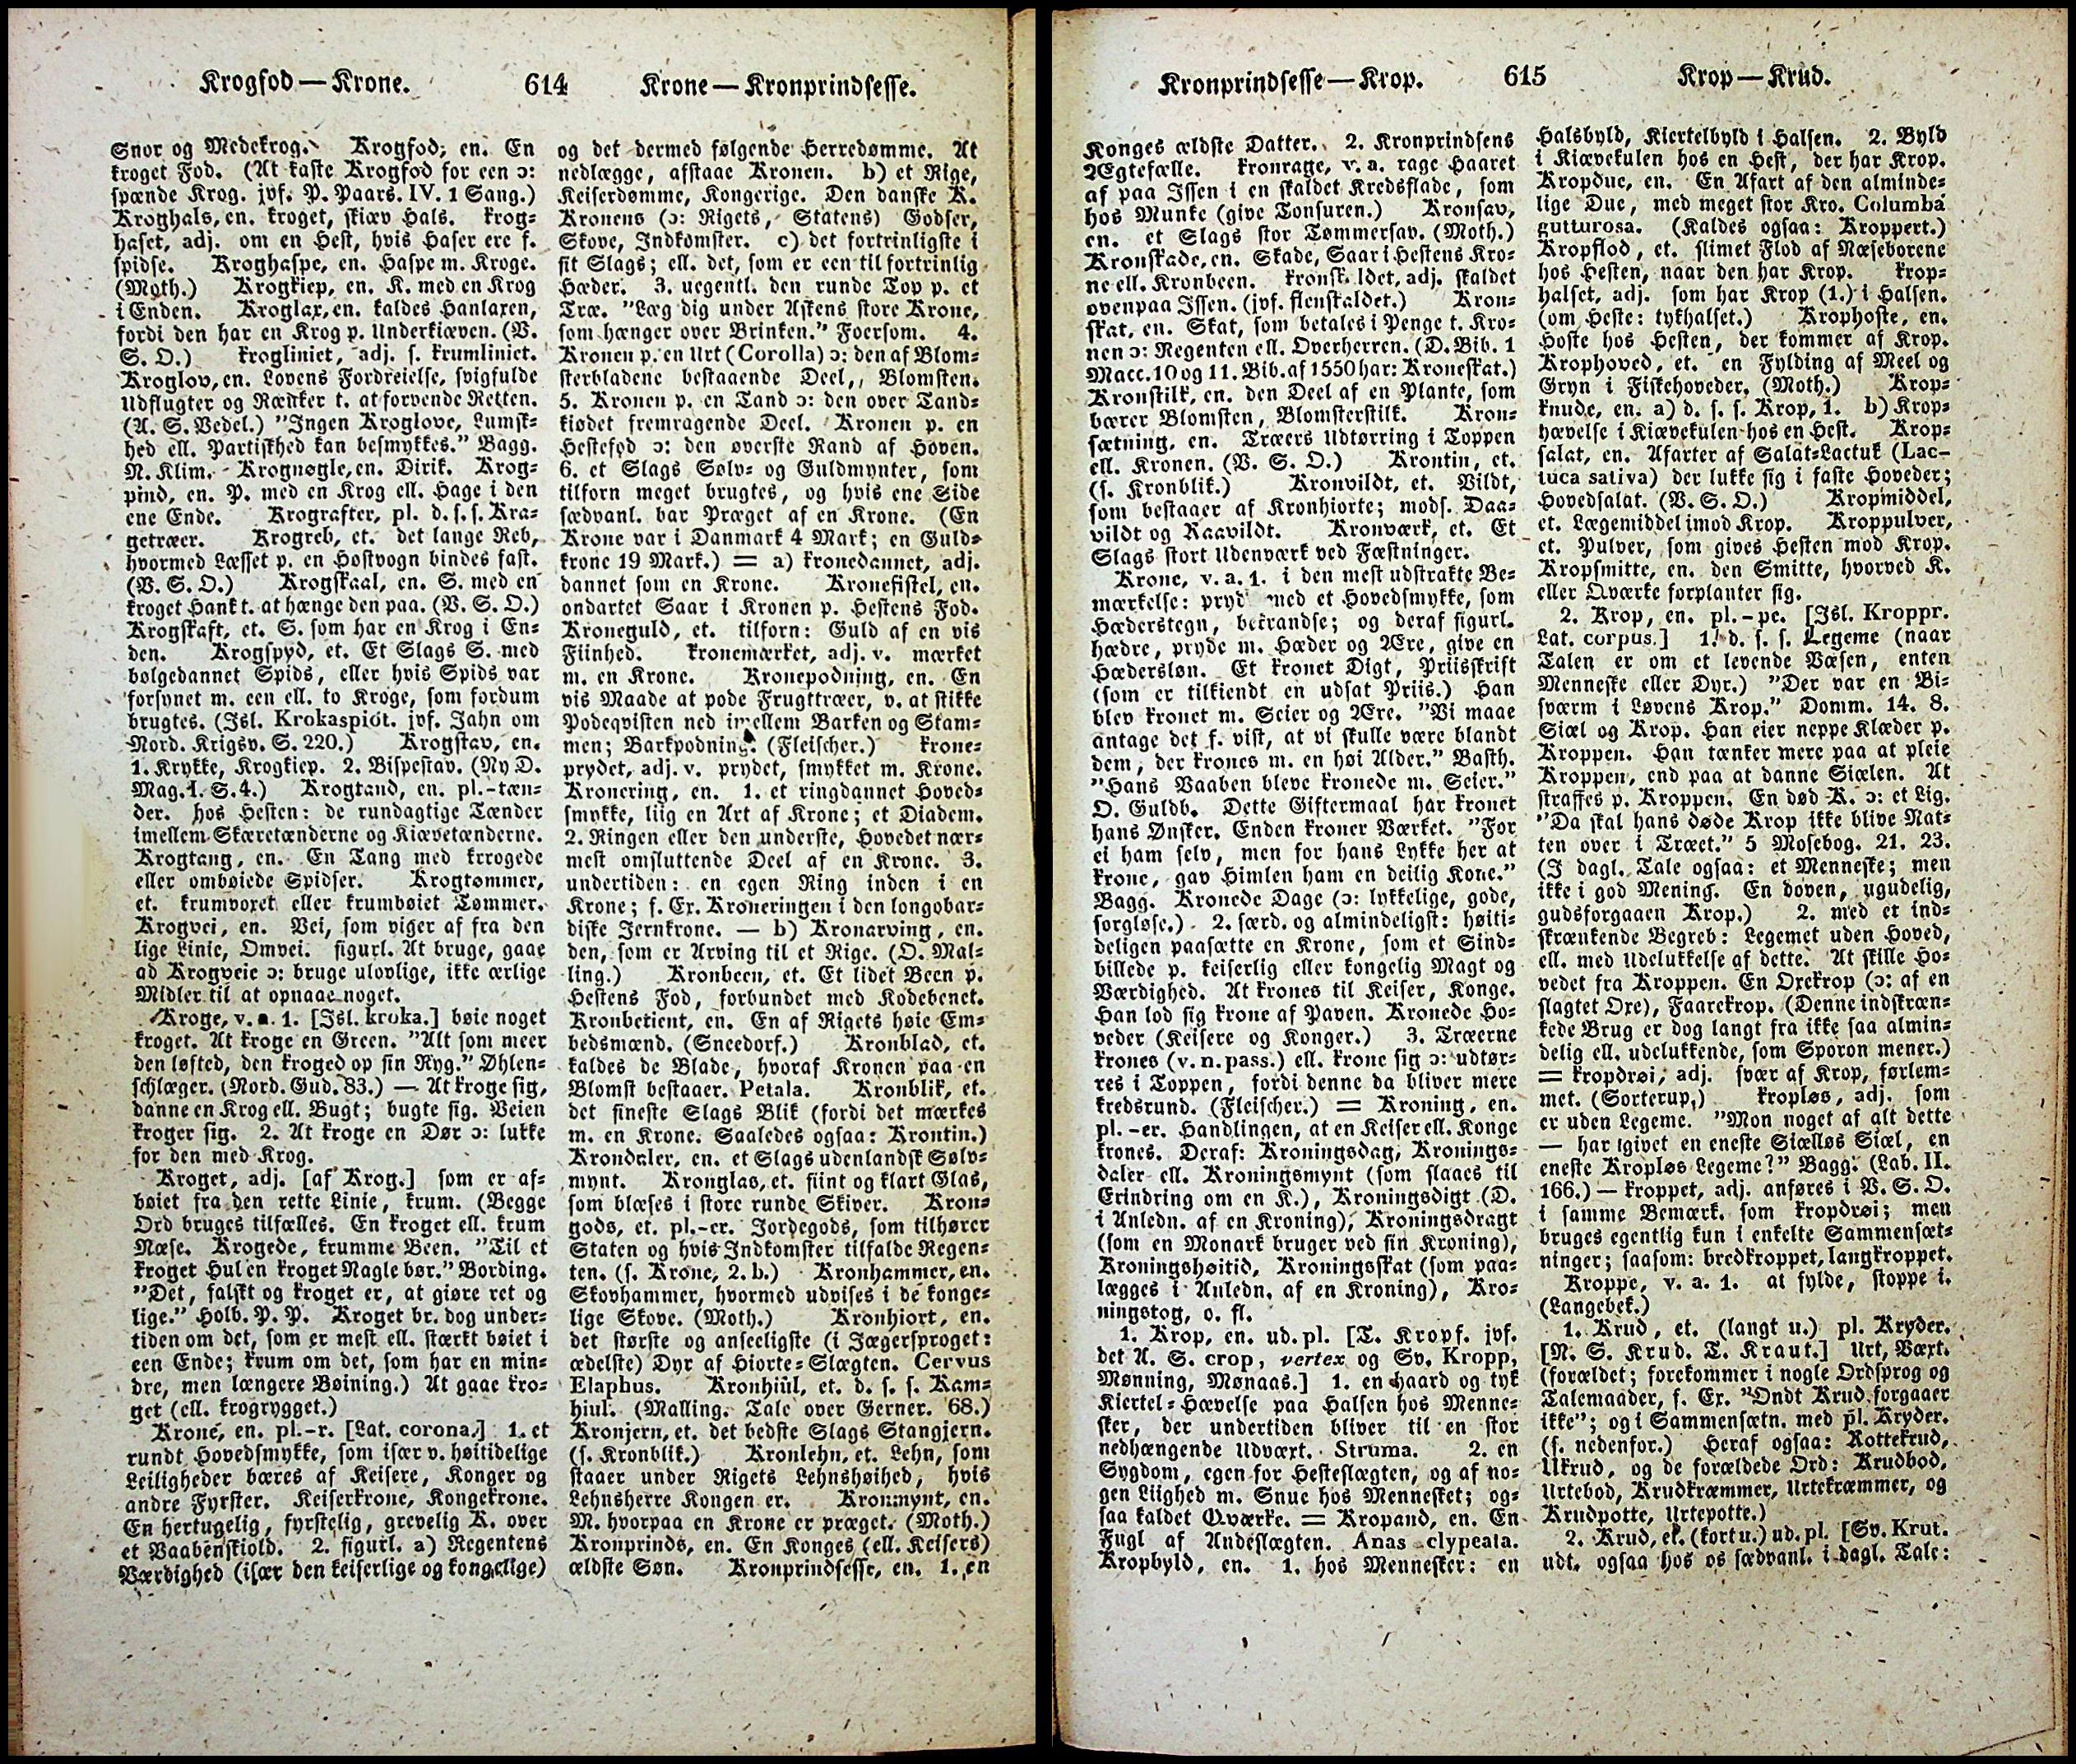 Krogfod — Krone. 614 Krone — Kronprindsesse.
Snor og Medekrog. Krogfod, en. En
kroget Fod. (At kaste Krogfod for een ɔ:
spænde Krog. jvf. P. Paars. IV. 1 Sang.)
Kroghals, en. kroget, skiæv Hals. krog-
haset, adj. om en Hest, hvis Haser ere f.
spidse. Kroghaspe, en. Haspe m. Kroge.
(Moth.) Krogkiep, en. K. med en Krog
i Enden. Kroglax, en. kaldes Hanlaxen,
fordi den har en Krog p. Underkiæven. (V.
S. O.) krogliniet, adj. s. krumliniet.
Kroglov, en. Lovens Fordreielse, svigfulde
Udflugter og Rænker t. at forvende Retten.
(A. S. Vedel.) "Ingen Kroglove, Lumsk-
hed ell. Partiskhed kan besmykkes." Bagg.
N. Klim. Krognøgle, en. Dirik. Krog-
pind, en. P. med en Krog ell. Hage i den
ene Ende. Krografter, pl. d. s. s. Kra-
getræer. Krogreb, et. det lange Reb,
hvormed Læsset p. en Høstvogn bindes fast.
(V. S. O.) Krogskaal, en. S. med en
kroget Hank t. at hænge den paa. (V. S. O.)
Krogskaft, et. S. som har en Krog i En-
den. Krogspyd, et. Et Slags S. med
bølgedannet Spids, eller hvis Spids var
forsynet m. een ell. to Kroge, som fordum
brugtes. (Isl. Krokaspiót. jvf. Jahn om
Nord. Krigsv. S. 220.) Krogstav, en.
1. Krykke, Krogkiep. 2. Bispestav. (Ny D.
Mag. I. S. 4.) Krogtand, en. pl. -tæn-
der. hos Hesten: de rundagtige Tænder
imellem Skæretænderne og Kiævetænderne.
Krogtang, en. En Tang med krrogede
eller ombøiede Spidser. Krogtømmer,
et. krumvoxet eller krumbøiet Tømmer.
Krogvei, en. Vei, som viger af fra den
lige Linie, Omvei. figurl. At bruge, gaae
ad Krogveie ɔ: bruge ulovlige, ikke ærlige
Midler til at opnaae noget.
Kroge, v. a. 1. [Isl. kroka.] bøie noget
kroget. At kroge en Green. "Alt som meer
den løfted, den kroged op sin Ryg." Øhlen-
schlæger. (Nord. Gud. 83.) — At kroge sig,
danne en Krog ell. Bugt; bugte sig. Veien
kroger sig. 2. At kroge en Dør ɔ: lukke
for den med Krog.
Kroget, adj. [af Krog.] som er af-
bøiet fra den rette Linie, krum. (Begge
Ord bruges tilfælles. En kroget ell. krum
Næse. Krogede, krumme Been. "Til et
kroget Hul en kroget Nagle bør." Bording.
"Det, falskt og kroget er, at giøre ret og
lige." Holb. P. P. Kroget br. dog under-
tiden om det, som er mest ell. stærkt bøiet i
een Ende; krum om det, som har en min-
dre, men længere Bøining.) At gaae kro-
get (ell. krogrygget.)
Krone, en. pl. -r. [Lat. corona.] 1. et
rundt Hovedsmykke, som især v. høitidelige
Leiligheder bæres af Keisere, Konger og
andre Fyrster. Keiserkrone, Kongekrone.
En hertugelig, fyrstelig, grevelig K. over
et Vaabenskiold. 2. figurl. a) Regentens
Værdighed (især den keiserlige og kongelige)
og det dermed følgende Herredømme. At
nedlægge, afstaae Kronen. b) et Rige,
Keiserdømme, Kongerige. Den danske K.
Kronens (ɔ: Rigets, Statens) Godser,
Skove, Indkomster. c) det fortrinligste i
sit Slags; ell. det, som er een til fortrinlig
Hæder. 3. uegentl. den runde Top p. et
Træ. "Læg dig under Askens store Krone,
som hænger over Brinken." Foersom. 4.
Kronen p. en Urt (Corolla) ɔ: den af Blom-
sterbladene bestaaende Deel, Blomsten.
5. Kronen p. en Tand ɔ: den over Tand-
kiødet fremragende Deel. Kronen p. en
Hestefod ɔ: den øverste Rand af Hoven.
6. et Slags Sølv- og Guldmynter, som
tilforn meget brugtes, og hvis ene Side
sædvanl. bar Præget af en Krone. (En
Krone var i Danmark 4 Mark; en Guld-
krone 19 Mark.) = a) kronedannet, adj.
dannet som en Krone. Kronefistel, en.
ondartet Saar i Kronen p. Hestens Fod.
Kroneguld, et. tilforn: Guld af en vis
Fiinhed. kronemærket, adj. v. mærket
m. en Krone. Kronepodning, en. En
vis Maade at pode Frugttræer, v. at stikke
Podeqvisten ned imellem Barken og Stam-
men; Barkpodning. (Fleischer.) krone-
prydet, adj. v. prydet, smykket m. Krone.
Kronering, en. 1. et ringdannet Hoved-
smykke, liig en Art af Krone; et Diadem.
2. Ringen eller den underste, Hovedet nær-
mest omsluttende Deel af en Krone. 3.
undertiden: en egen Ring inden i en
Krone; f. Ex. Kroneringen i den longobar-
diske Jernkrone. — b) Kronarving, en.
den, som er Arving til et Rige. (O. Mal-
ling.) Kronbeen, et. Et lidet Been p.
Hestens Fod, forbundet med Kodebenet.
Kronbetient, en. En af Rigets høie Em-
bedsmænd. (Sneedorf.) Kronblad, et.
kaldes de Blade, hvoraf Kronen paa en
Blomst bestaaer. Petala. Kronblik, et.
det fineste Slags Blik (fordi det mærkes
m. en Krone. Saaledes ogsaa: Krontin.)
Krondaler, en. et Slags udenlandsk Sølv-
mynt. Kronglas, et. fiint og klart Glas,
som blæses i store runde Skiver. Kron-
gods, et. pl. -er. Jordegods, som tilhører
Staten og hvis Indkomster tilfalde Regen-
ten. (s. Krone, 2. b.) Kronhammer, en.
Skovhammer, hvormed udvises i de konge-
lige Skove. (Moth.) Kronhiort, en.
det største og anseeligste (i Jægersproget:
ædelste) Dyr af Hiorte-Slægten. Cervus
Elaphus. Kronhiul, et. d. s. s. Kam-
hiul. (Malling. Tale over Gerner. 68.)
Kronjern, et. det bedste Slags Stangjern.
(s. Kronblik.) Kronlehn, et. Lehn, som
staaer under Rigets Lehnshøihed, hvis
Lehnsherre Kongen er. Kronmynt, en.
M. hvorpaa en Krone er præget. (Moth.)
Kronprinds, en. En Konges (ell. Keisers)
ældste Søn. Kronprindsesse, en. 1. en
Kronprindsesse — Krop. 615 Krop — Krud.
Konges ældste Datter. 2. Kronprindsens
Ægtefælle. kronrage, v. a. rage Haaret
af paa Issen i en skaldet Kredsflade, som
hos Munke (give Tonsuren.) Kronsav,
en. et Slags stor Tømmersav. (Moth.)
Kronskade, en. Skade, Saar i Hestens Kro-
ne ell. Kronbeen. kronsk ldet, adj. skaldet
ovenpaa Issen. (jvf. flenskaldet.) Kron-
skat, en. Skat, som betales i Penge t. Kro-
nen ɔ: Regenten ell. Overherren. (D. Bib. 1
Macc. 10 og 11. Bib. af 1550 har: Kroneskat.)
Kronstilk, en. den Deel af en Plante, som
bærer Blomsten, Blomsterstilk. Kron-
sætning, en. Træers Udtørring i Toppen
ell. Kronen. (V. S. O.) Krontin, et.
(s. Kronblik.) Kronvildt, et. Vildt,
som bestaaer af Kronhiorte; mods. Daa-
vildt og Raavildt. Kronværk, et. Et
Slags stort Udenværk ved Fæstninger.
Krone, v. a. 1. i den mest udstrakte Be-
mærkelse: pryd med et Hovedsmykke, som
Hæderstegn, bekrandse; og deraf figurl.
hædre, pryde m. Hæder og Ære, give en
Hædersløn. Et kronet Digt, Priisskrift
(som er tilkiendt en udsat Priis.) Han
blev kronet m. Seier og Ære. "Vi maae
antage det f. vist, at vi skulle være blandt
dem, der krones m. en høi Alder." Basth.
"Hans Vaaben bleve kronede m. Seier."
O. Guldb. Dette Giftermaal har kronet
hans Ønsker. Enden kroner Værket. "For
ei ham selv, men for hans Lykke her at
krone, gav Himlen ham en deilig Kone."
Bagg. Kronede Dage (ɔ: lykkelige, gode,
sorgløse.) 2. særd. og almindeligst: høiti-
deligen paasætte en Krone, som et Sind-
billede p. keiserlig eller kongelig Magt og
Værdighed. At krones til Keiser, Konge.
Han lod sig krone af Paven. Kronede Ho-
veder (Keisere og Konger.) 3. Træerne
krones (v. n. pass.) ell. krone sig ɔ: udtør-
res i Toppen, fordi denne da bliver mere
kredsrund. (Fleischer.) = Kroning, en.
pl. -er. Handlingen, at en Keiser ell. Konge
krones. Deraf: Kroningsdag, Kronings-
daler ell. Kroningsmynt (som slaaes til
Erindring om en K.), Kroningsdigt (D.
i Anledn. af en Kroning), Kroningsdragt
(som en Monark bruger ved sin Kroning),
Kroningshøitid, Kroningsskat (som paa-
lægges i Anledn. af en Kroning), Kro-
ningstog, o. fl.
1. Krop, en. ud. pl. [T. Kropf. jvf.
det A. S. crop, vertex og Sv. Kropp,
Mønning, Mønaas.] 1. en haard og tyk
Kiertel-Hævelse paa Halsen hos Menne-
sker, der undertiden bliver til en stor
nedhængende Udvæxt. Struma. 2. en
Sygdom, egen for Hesteslægten, og af no-
gen Liighed m. Snue hos Mennesket; og-
saa kaldet Qværke. = Kropand, en. En
Fugl af Andeslægten. Anas clypeata.
Kropbyld, en. 1. hos Mennesker: en
Halsbyld, Kiertelbyld i Halsen. 2. Byld
i Kiævekulen hos en Hest, der har Krop.
Kropdue, en. En Afart af den alminde-
lige Due, med meget stor Kro. Columba
gutturosa. (Kaldes ogsaa: Kroppert.)
Kropflod, et. slimet Flod af Næseborene
hos Hesten, naar den har Krop. krop-
halset, adj. som har Krop (1.) i Halsen.
(om Heste: tykhalset.) Krophoste, en.
Hoste hos Hesten, der kommer af Krop.
Krophoved, et. en Fylding af Meel og
Gryn i Fiskehoveder. (Moth.) Krop-
knude, en. a) d. s. s. Krop, 1. b) Krop-
hævelse i Kiævekulen hos en Hest. Krop-
salat, en. Afarter af Salat-Lactuk (Lac-
tuca sativa) der lukke sig i faste Hoveder;
Hovedsalat. (V. S. O.) Kropmiddel,
et. Lægemiddel imod Krop. Kroppulver,
et. Pulver, som gives Hesten mod Krop.
Kropsmitte, en. den Smitte, hvorved K.
eller Qværke forplanter sig.
2. Krop, en. pl. -pe. [Isl. Kroppr.
Lat. corpus.] 1. d. s. s. Legeme (naar
Talen er om et levende Væsen, enten
Menneske eller Dyr.) "Der var en Bi-
sværm i Løvens Krop." Domm. 14. 8.
Siæl og Krop. Han eier neppe Klæder p.
Kroppen. Han tænker mere paa at pleie
Kroppen, end paa at danne Siælen. At
straffes p. Kroppen. En død K. ɔ: et Lig.
"Da skal hans døde Krop ikke blive Nat-
ten over i Træet." 5 Mosebog. 21. 23.
(I dagl. Tale ogsaa: et Menneske; men
ikke i god Mening. En doven, ugudelig,
gudsforgaaen Krop.) 2. med et ind-
skrænkende Begreb: Legemet uden Hoved,
ell. med Udelukkelse af dette. At skille Ho-
vedet fra Kroppen. En Oxekrop (ɔ: af en
slagtet Oxe), Faarekrop. (Denne indskræn-
kede Brug er dog langt fra ikke saa almin-
delig ell. udelukkende, som Sporon mener.)
= kropdrøi, adj. svær af Krop, førlem-
met. (Sorterup.) kropløs, adj. som
er uden Legeme. "Mon noget af alt dette
— har givet en eneste Siælløs Siæl, en
eneste Kropløs Legeme?" Bagg. (Lab. II.
166.) — kroppet, adj. anføres i V. S. O.
i samme Bemærk. som kropdrøi; men
bruges egentlig kun i enkelte Sammensæt-
ninger; saasom: bredkroppet, langkroppet.
Kroppe, v. a. 1. at fylde, stoppe i.
(Langebek.)
1. Krud, et. (langt u.) pl. Kryder.
[N. S. Krud. T. Kraut.] Urt, Væxt.
(forældet; forekommer i nogle Ordsprog og
Talemaader, f. Ex. "Ondt Krud forgaaer
ikke"; og i Sammensætn. med pl. Kryder.
(s. nedenfor.) Heraf ogsaa: Rottekrud,
Ukrud, og de forældede Ord: Krudbod,
Urtebod, Krudkræmmer, Urtekræmmer, og
Krudpotte, Urtepotte.)
2. Krud, et. (kort u.) ud. pl. [Sv. Krut.
udt. ogsaa hos os sædvanl. i dagl. Tale: